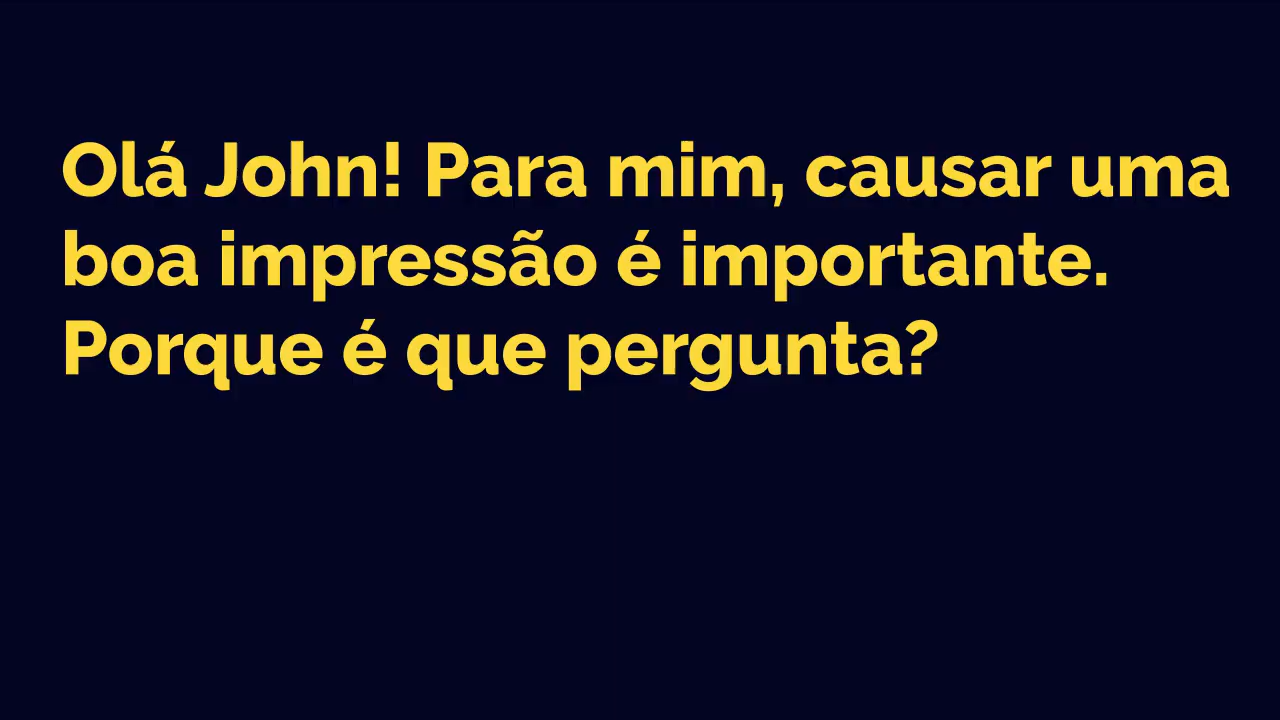 Olá John! Para mim, causar uma
boa impressão é importante.
Porque é que pergunta?